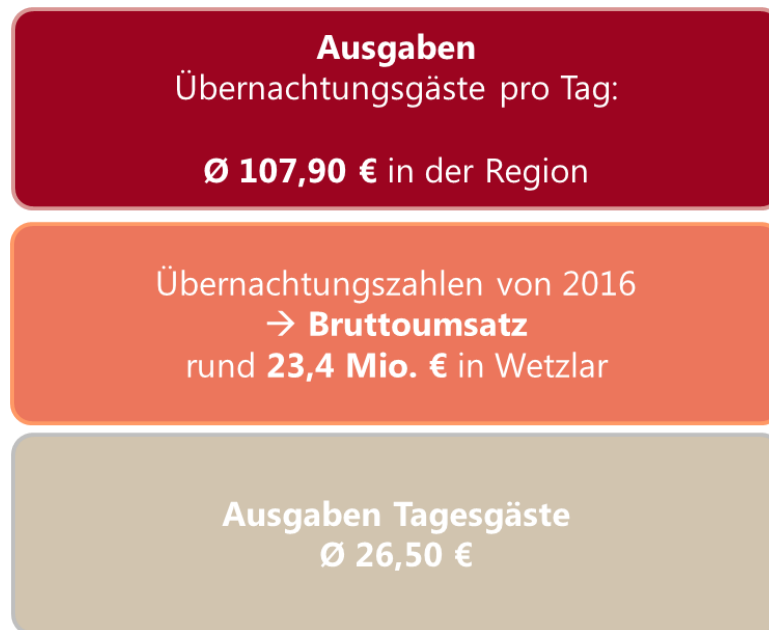 Ausgaben
Übernachtungsgäste pro Tag:
Ø 107,90 € in der Region
Übernachtungszahlen von 2016
→ Bruttoumsatz
rund 23,4 Mio. € in Wetzlar
Ausgaben Tagesgäste
Ø 26,50 €